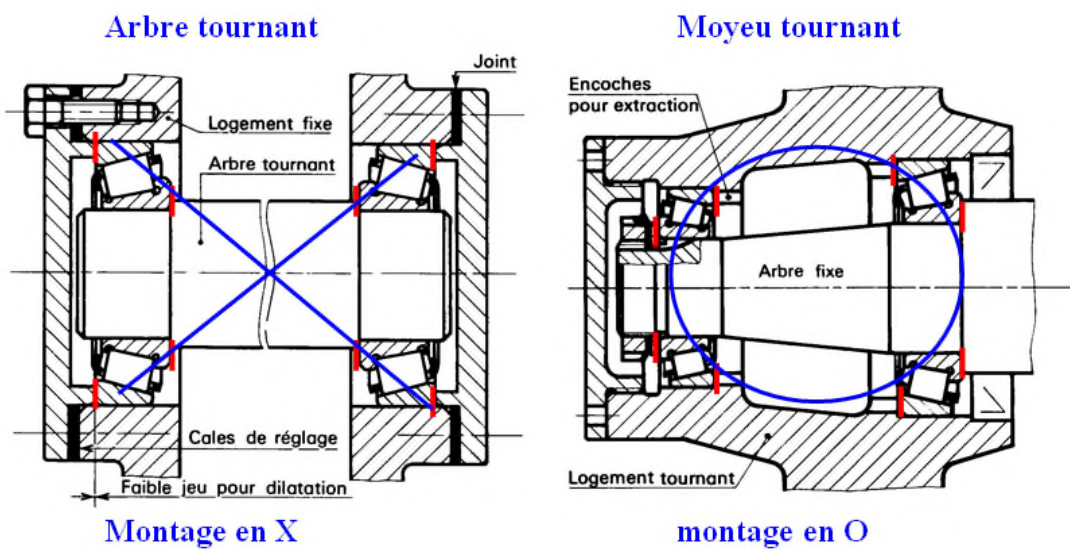 Arbre tournant
Moyeu tournant
Joint
Encoches
pour extraction
Logement fixe
Arbre tournant
Arbre fixe
Cales de réglage
Logement tournant
Faible jeu pour dilatation
Montage en X
montage en O